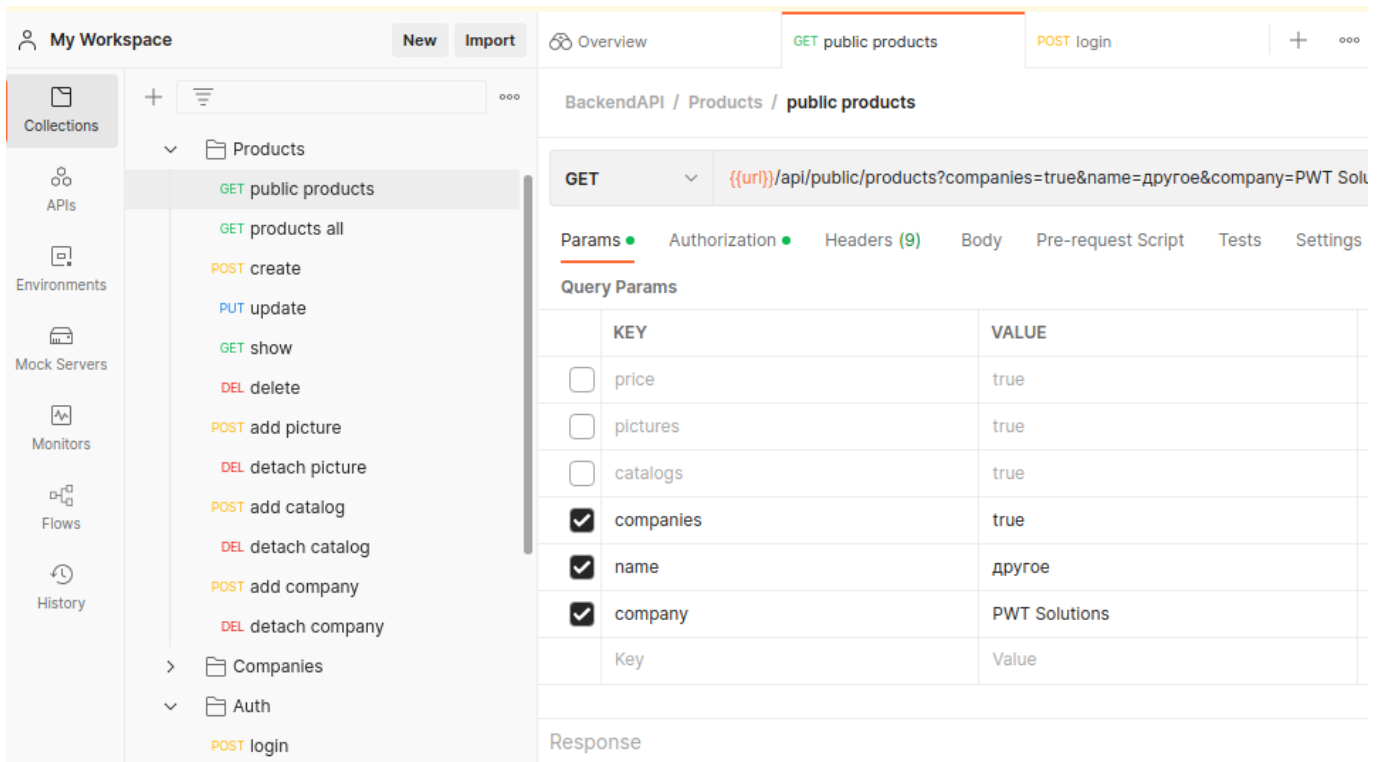 My Workspace
New
Import
Overview
GET public products
POST login
Collections
APIs
Environments
Mock Servers
Monitors
Flows
History
Products
GET public products
GET products all
POST create
PUT update
GET show
DEL delete
POST add picture
DEL detach picture
POST add catalog
DEL detach catalog
POST add company
DEL detach company
Companies
Auth
POST login
BackendAPI / Products / public products
GET
{{url}}/api/public/products?companies=true&name=другое&company=PWT Solu
Params
Authorization
Headers (9)
Body
Pre-request Script
Tests
Settings
Query Params
KEY VALUE
price true
pictures true
catalogs true
companies true
name другое
company PWT Solutions
Key Value
Response